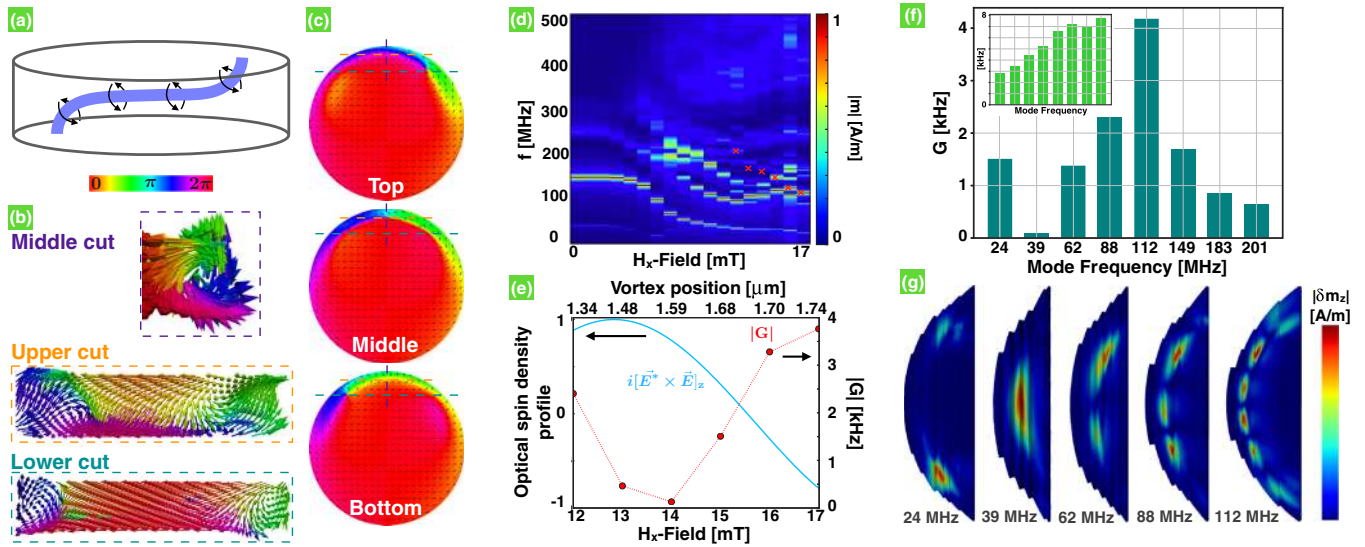 (a)
0 π 2π
(b)
Middle cut
Upper cut
Lower cut
(c)
Top
Middle
Bottom
(d)
500
400
300
200
100
0
f [MHz]
0 17
Hₓ-Field [mT]
1
0
|m| [A/m]
(e)
Vortex position [μm]
1.34 1.48 1.59 1.68 1.70 1.74
1
0
-1
Optical spin density
profile
|G|
i[E⃗* × E⃗]z
4
3
2
1
0
|G| [kHz]
12 13 14 15 16 17
Hₓ-Field [mT]
(f)
4
3
2
1
0
G [kHz]
8
0
[kHz]
Mode Frequency
24 39 62 88 112 149 183 201
Mode Frequency [MHz]
(g)
|δmz|
[A/m]
1
0
24 MHz 39 MHz 62 MHz 88 MHz 112 MHz